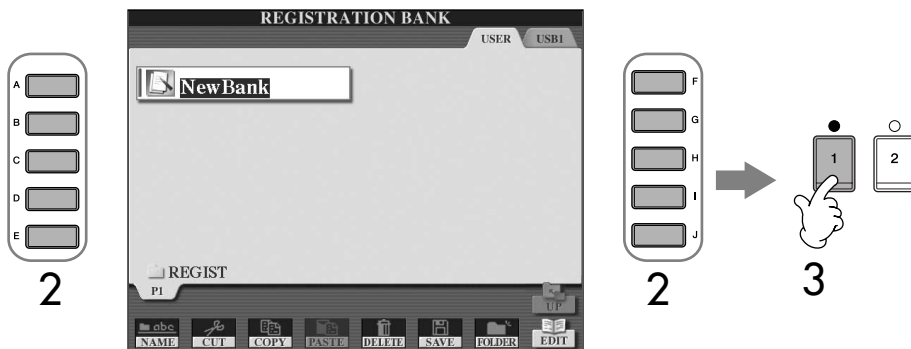 REGISTRATION BANK
USER USB1
NewBank
A
B
C
D
E
F
G
H
I
J
1
2
REGIST
P1
UP
abc
NAME CUT COPY PASTE DELETE SAVE FOLDER EDIT
2
2
3